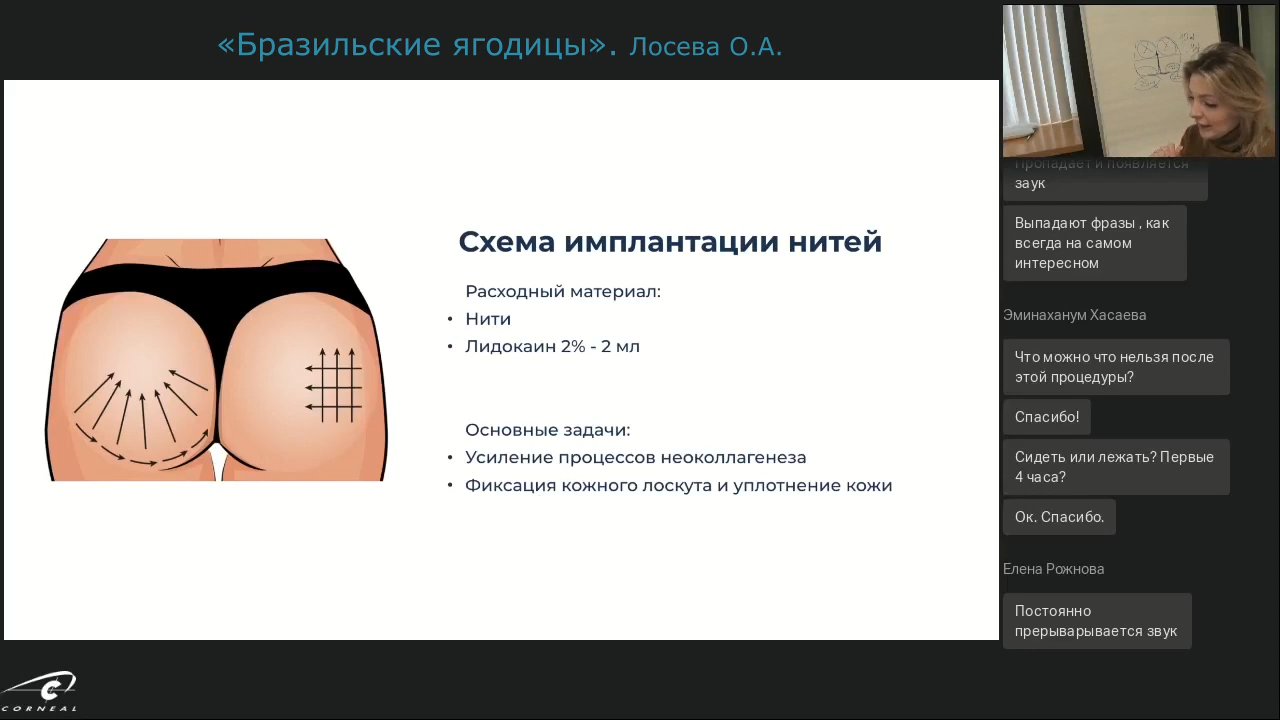 «Бразильские ягодицы». Лосева О.А.
Схема имплантации нитей
Расходный материал:
• Нити
• Лидокаин 2% - 2 мл
Основные задачи:
• Усиление процессов неоколлагенеза
• Фиксация кожного лоскута и уплотнение кожи
Пропадает и появляется
заук
Выпадают фразы , как
всегда на самом
интересном
Эминаханум Хасаева
Что можно что нельзя после
этой процедуры?
Спасибо!
Сидеть или лежать? Первые
4 часа?
Ок. Спасибо.
Елена Рожнова
Постоянно
прерыварывается звук
CORNEAL